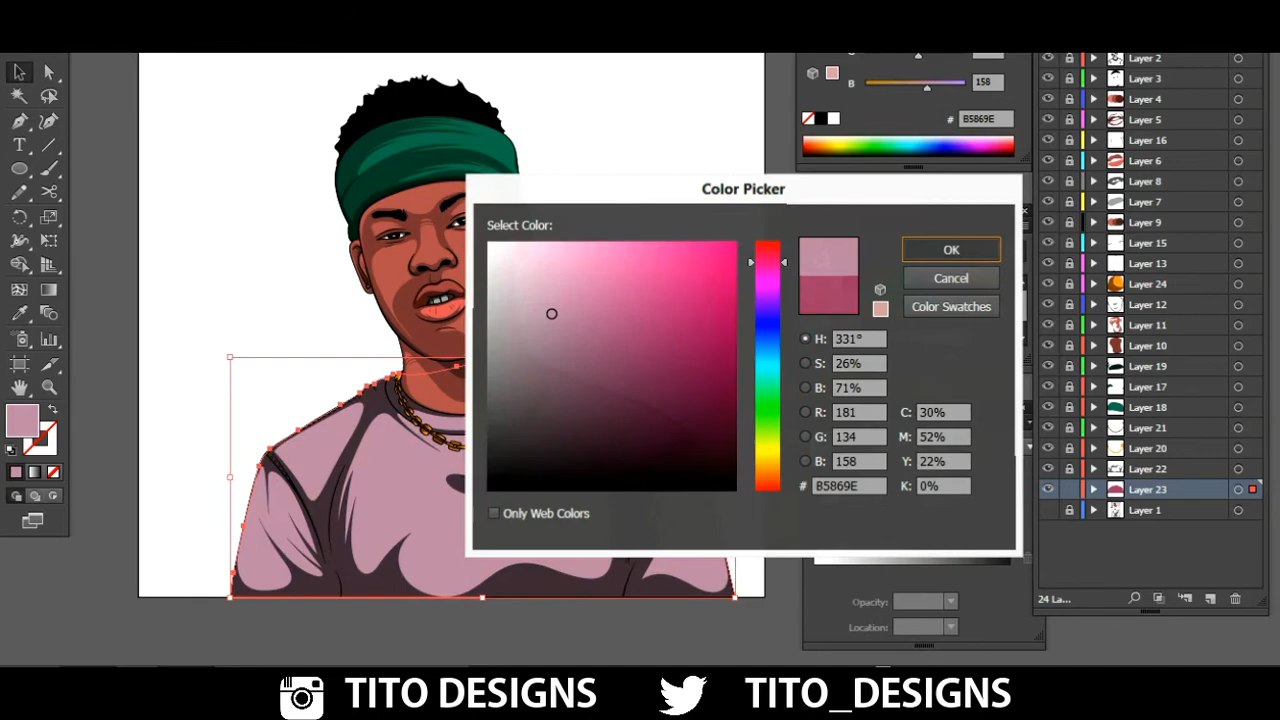 Layer 2
Layer 3
B
158
Layer 4
#
B5869E
Layer 5
Layer 16
Layer 6
Layer 8
Color Picker
Layer 7
Select Color:
Layer 9
OK
Layer 15
Layer 13
Cancel
Layer 24
Color Swatches
Layer 12
H:
331°
Layer 11
S:
26%
Layer 10
B:
71%
Layer 19
Layer 17
R:
181
C:
30%
Layer 18
G:
134
M:
52%
Layer 21
B:
158
Y:
22%
Layer 20
#
B5869E
K:
0%
Layer 22
Layer 23
Only Web Colors
Layer 1
24 La...
Opacity:
Location:
TITO DESIGNS
TITO_DESIGNS